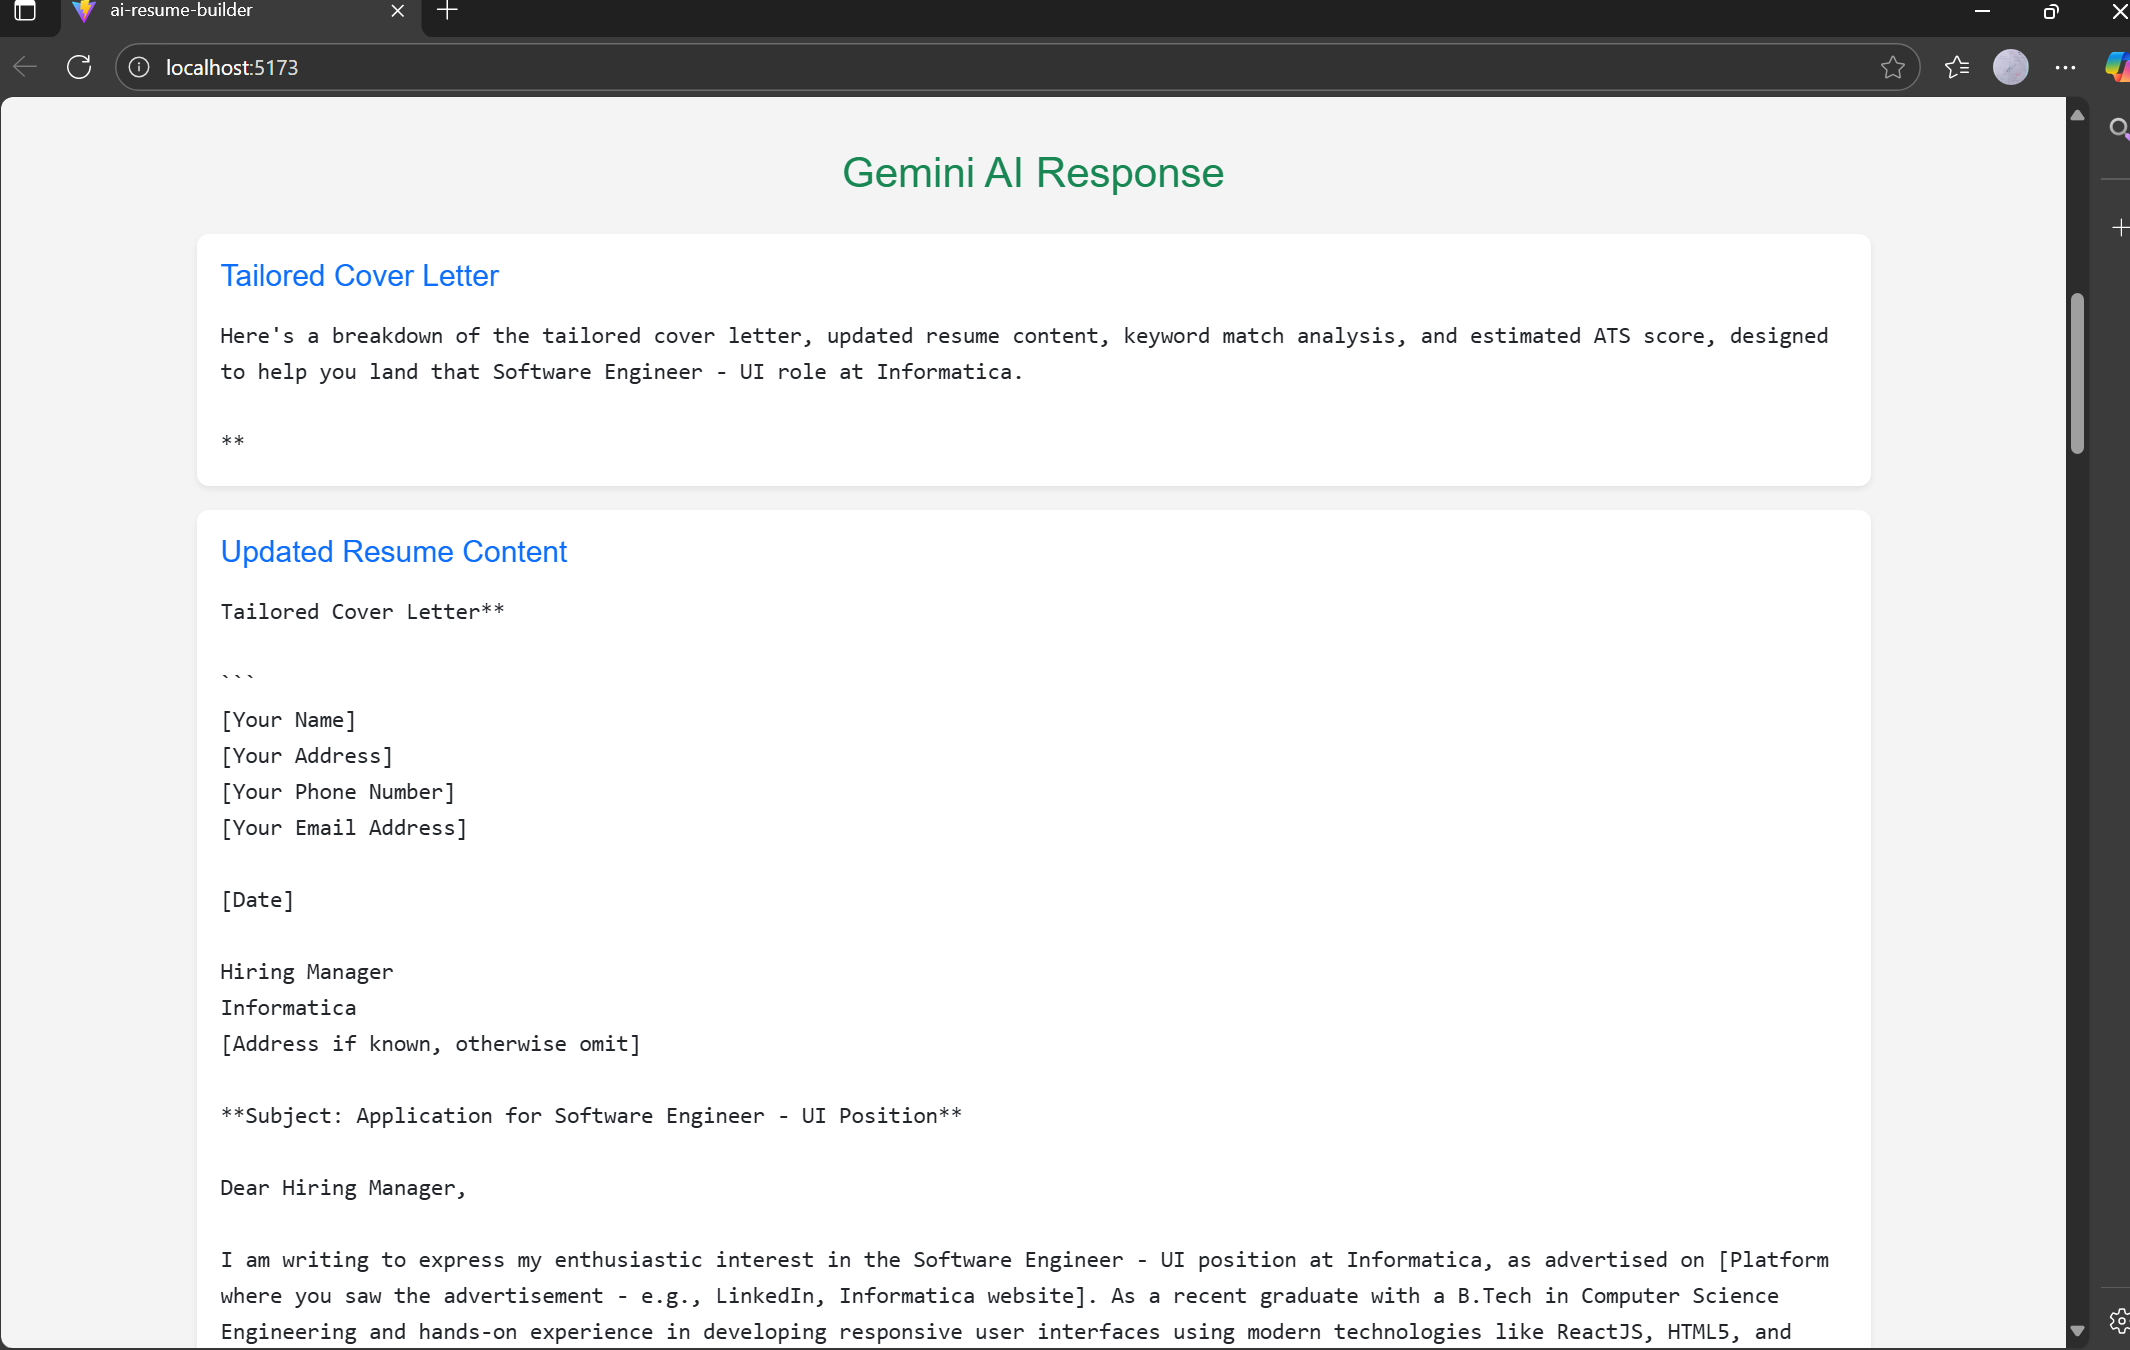 ai-resume-builder
localhost:5173
Gemini AI Response
Tailored Cover Letter
Here's a breakdown of the tailored cover letter, updated resume content, keyword match analysis, and estimated ATS score, designed
to help you land that Software Engineer - UI role at Informatica.
**
Updated Resume Content
Tailored Cover Letter**
```
[Your Name]
[Your Address]
[Your Phone Number]
[Your Email Address]
[Date]
Hiring Manager
Informatica
[Address if known, otherwise omit]
**Subject: Application for Software Engineer - UI Position**
Dear Hiring Manager,
I am writing to express my enthusiastic interest in the Software Engineer - UI position at Informatica, as advertised on [Platform
where you saw the advertisement - e.g., LinkedIn, Informatica website]. As a recent graduate with a B.Tech in Computer Science
Engineering and hands-on experience in developing responsive user interfaces using modern technologies like ReactJS, HTML5, and